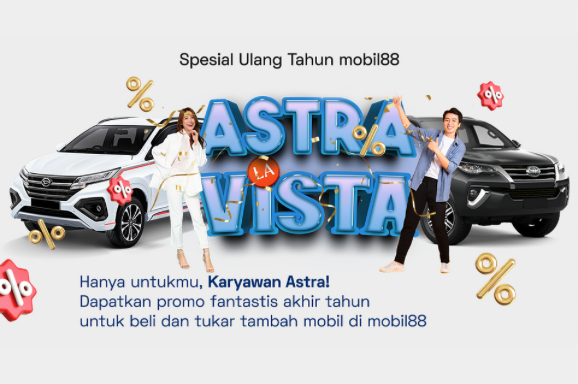 Spesial Ulang Tahun mobil88
ASTRA
LA
VISTA
Hanya untukmu, Karyawan Astra!
Dapatkan promo fantastis akhir tahun
untuk beli dan tukar tambah mobil di mobil88